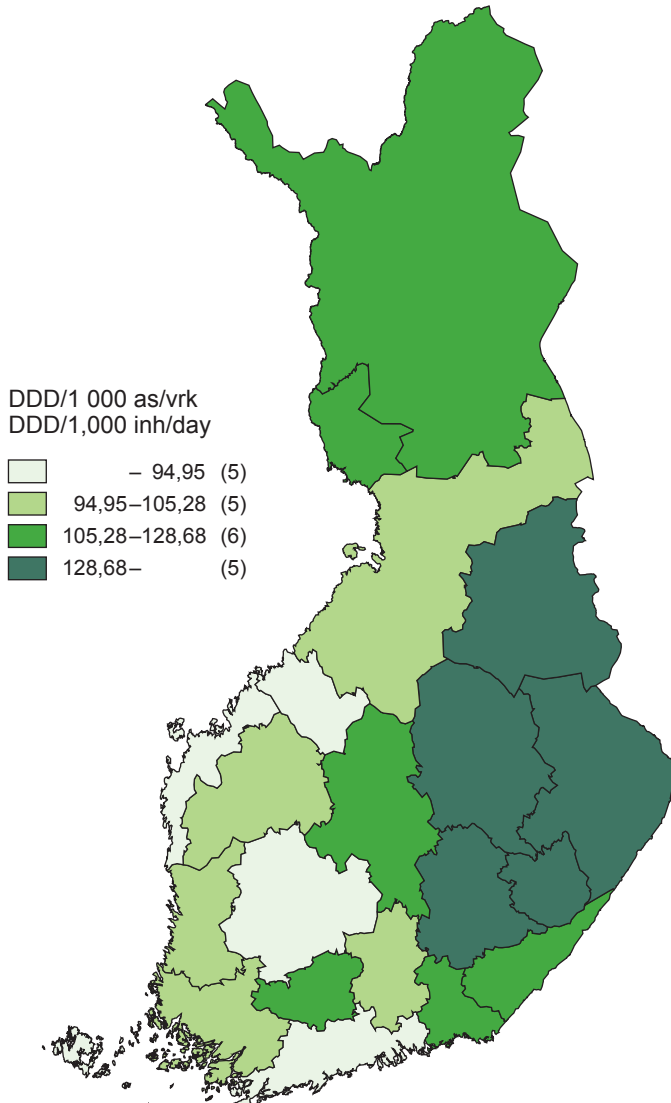 DDD/1 000 as/vrk
DDD/1,000 inh/day
– 94,95 (5)
94,95–105,28 (5)
105,28–128,68 (6)
128,68– (5)